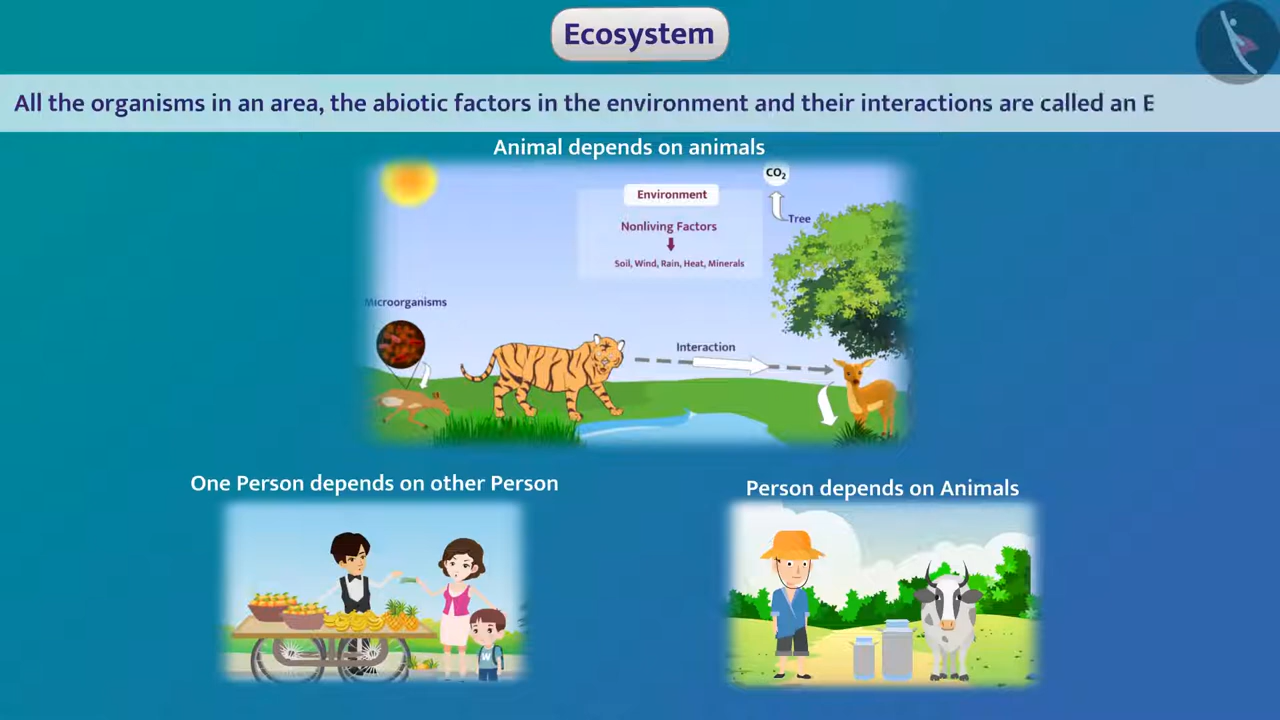 Ecosystem
All the organisms in an area, the abiotic factors in the environment and their interactions are called an E
Animal depends on animals
CO₂
Environment
Tree
Nonliving Factors
Soil, Wind, Rain, Heat, Minerals
Microorganisms
Interaction
One Person depends on other Person
Person depends on Animals
W